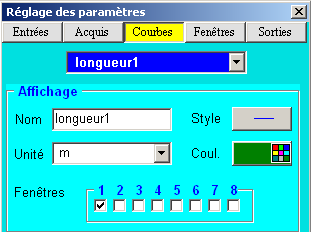 Réglage des paramètres
Entrées Acquis Courbes Fenêtres Sorties
longueur1
Affichage
Nom longueur1 Style
Unité m Coul.
Fenêtres 1 2 3 4 5 6 7 8